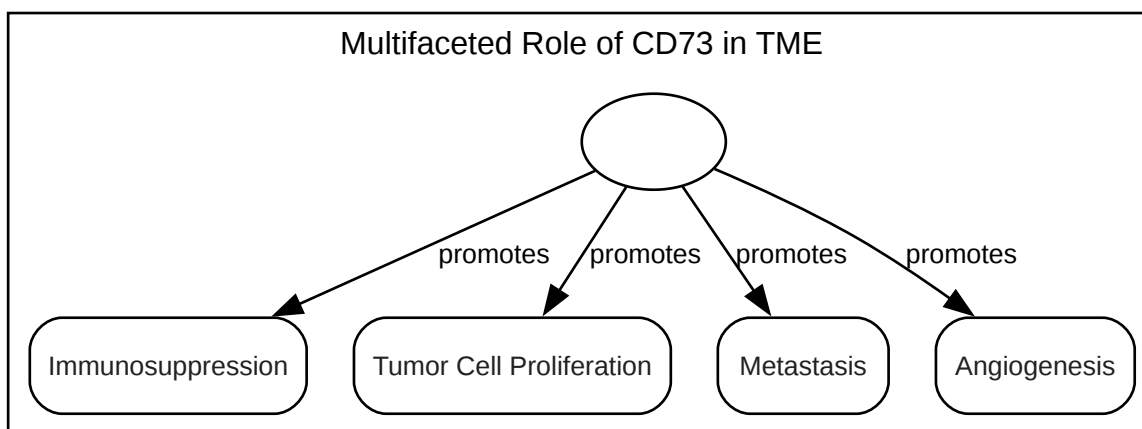 Multifaceted Role of CD73 in TME
promotes promotes promotes promotes
Immunosuppression Tumor Cell Proliferation Metastasis Angiogenesis